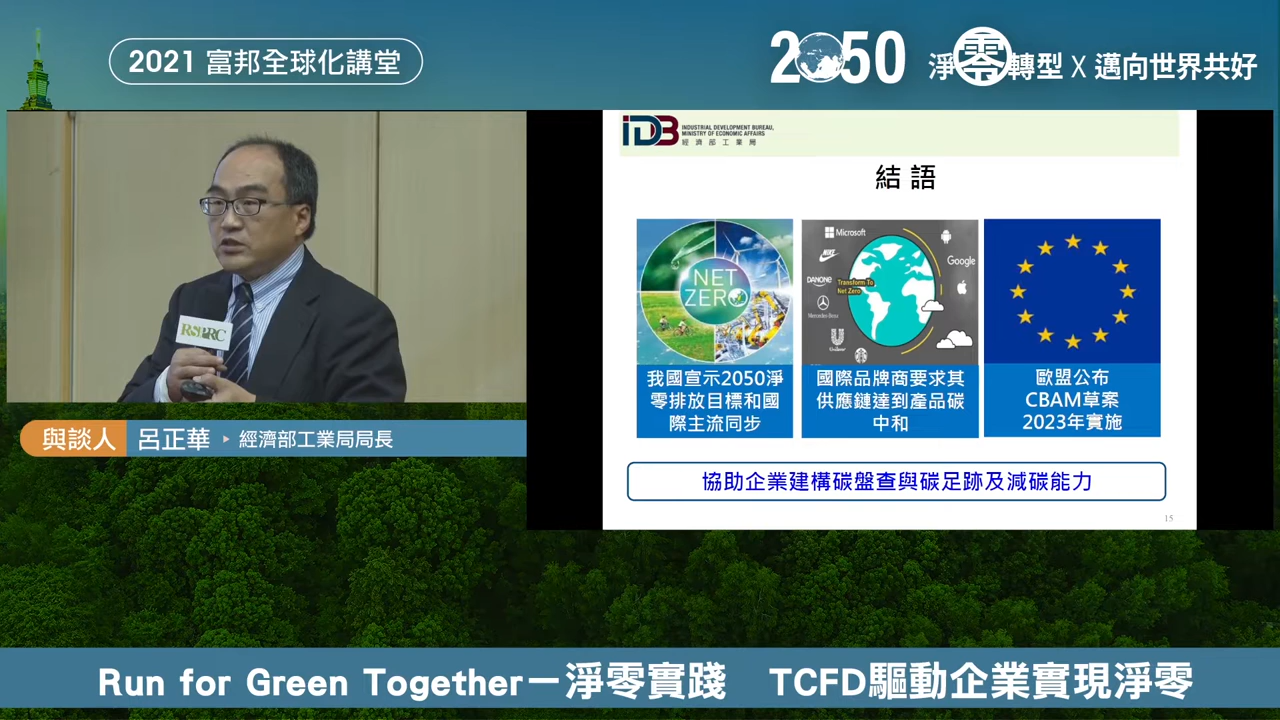 2021 富邦全球化講堂
2050 淨零轉型 X 邁向世界共好
RSPRC
IDB
INDUSTRIAL DEVELOPMENT BUREAU,
MINISTRY OF ECONOMIC AFFAIRS
經濟部工業局
結語
NET
ZERO
我國宣示2050淨
零排放目標和國
際主流同步
Microsoft
NIKE
Google
DANONE
Transform To
Net Zero
Mercedes-Benz
Unilever
國際品牌商要求其
供應鏈達到產品碳
中和
歐盟公布
CBAM草案
2023年實施
協助企業建構碳盤查與碳足跡及減碳能力
15
與談人 呂正華 ▸ 經濟部工業局局長
Run for Green Together－淨零實踐 TCFD驅動企業實現淨零